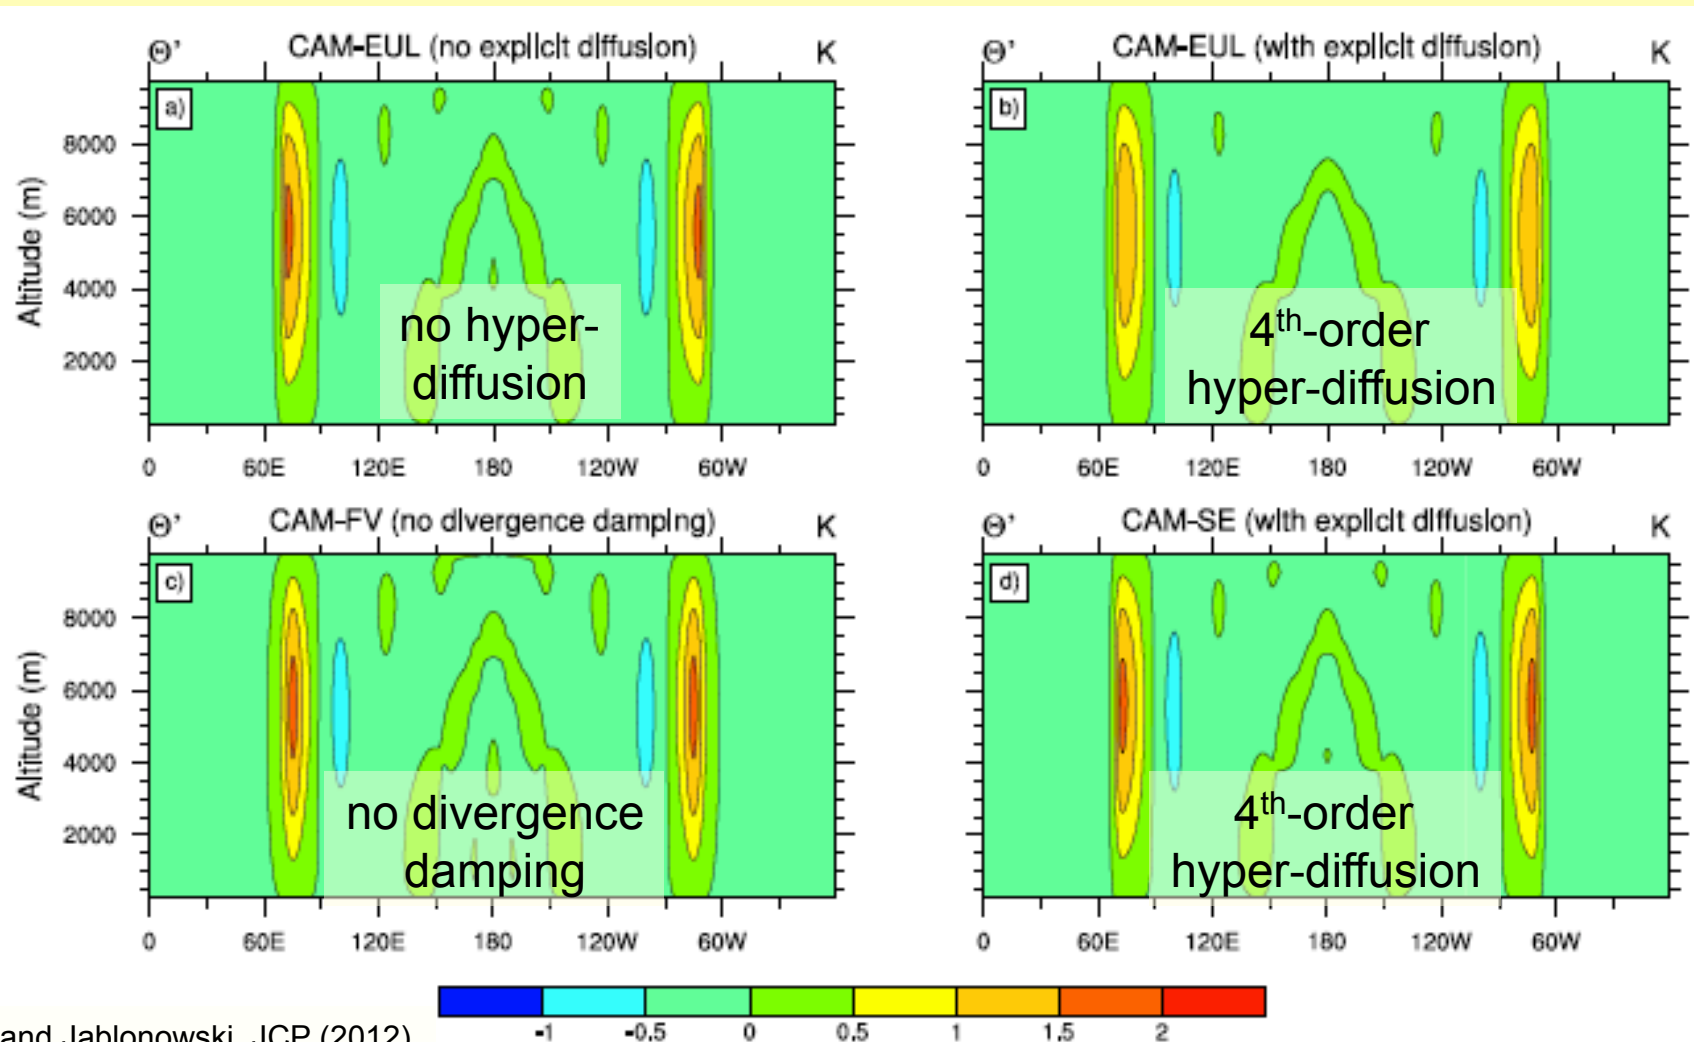 Θ' CAM-EUL (no explicit diffusion) K
Θ' CAM-EUL (with explicit diffusion) K
a)
b)
8000
6000
4000
2000
Altitude (m)
no hyper-
diffusion
4th-order
hyper-diffusion
0 60E 120E 180 120W 60W
0 60E 120E 180 120W 60W
Θ' CAM-FV (no divergence damping) K
Θ' CAM-SE (with explicit diffusion) K
c)
d)
8000
6000
4000
2000
Altitude (m)
no divergence
damping
4th-order
hyper-diffusion
0 60E 120E 180 120W 60W
0 60E 120E 180 120W 60W
-1 -0.5 0 0.5 1 1.5 2
and Jablonowski, JCP (2012)